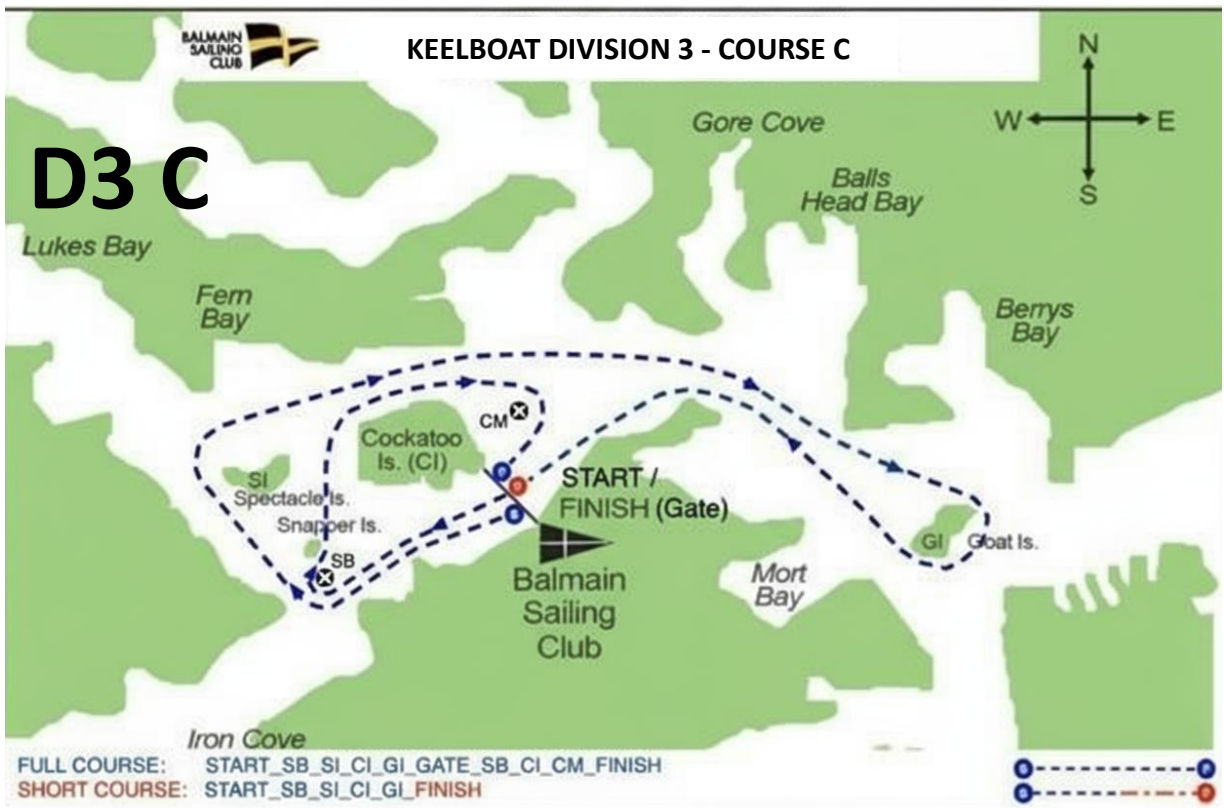 BALMAIN
SAILING
CLUB
KEELBOAT DIVISION 3 - COURSE C
N
W E
S
D3 C
Gore Cove
Balls
Head Bay
Lukes Bay
Fern
Bay
Berrys
Bay
CM
Cockatoo
Is. (CI)
SI
Spectacle Is.
START /
FINISH (Gate)
Snapper Is.
SB
GI Goat Is.
Balmain
Sailing
Club
Mort
Bay
Iron Cove
FULL COURSE: START_SB_SI_CI_GI_GATE_SB_CI_CM_FINISH
SHORT COURSE: START_SB_SI_CI_GI_FINISH